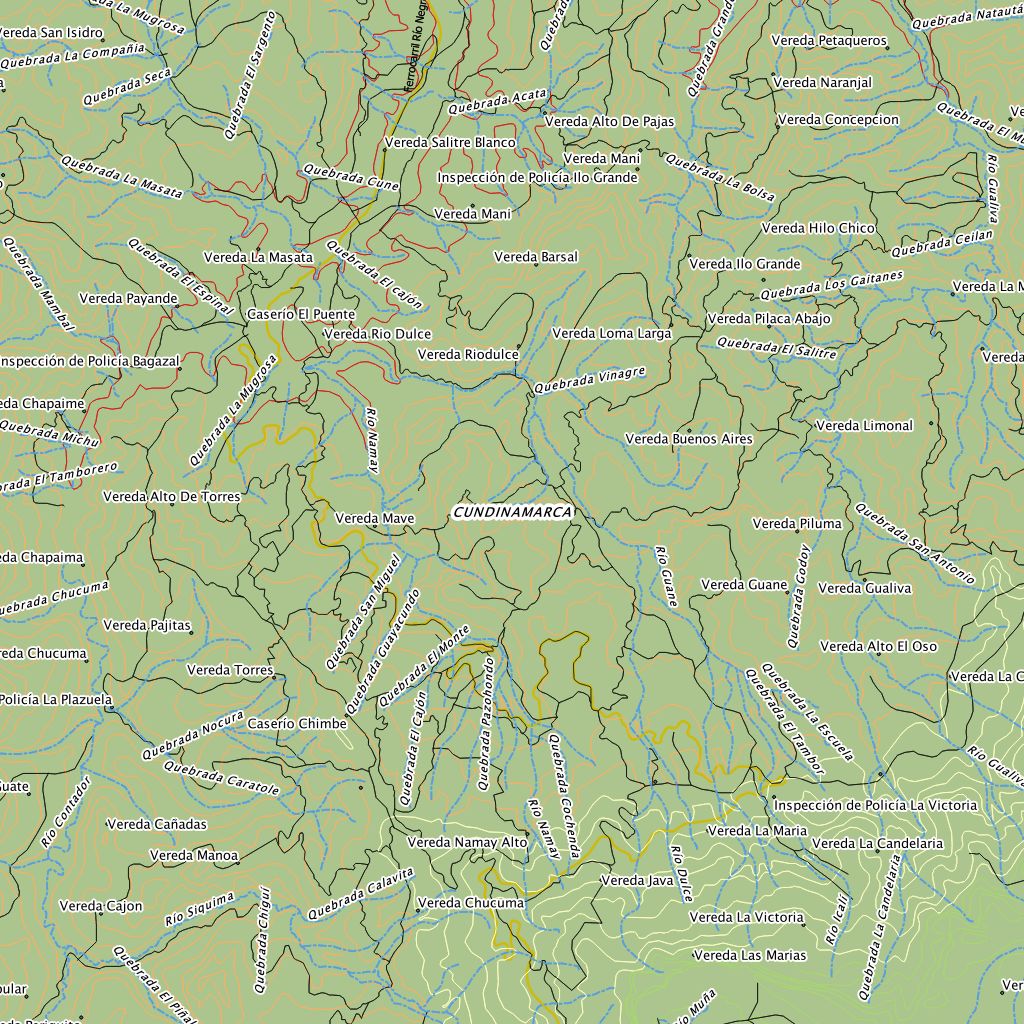 Quebrada La Mugrosa
Vereda San Isidro
Quebrada La Compañia
Quebrada Seca
Quebrada El Sargento
Ferrocarril Río Negro
Quebrada
Quebrada
Quebrada Natautá
Vereda Petaqueros
Vereda Naranjal
Quebrada Acata
Vereda Alto De Pajas
Vereda Concepcion
Quebrada El
Vereda Salitre Blanco
Vereda Mani
Inspección de Policía Ilo Grande
Quebrada La Bolsa
Quebrada La Masata
Quebrada Cune
Río Gualiva
Vereda Mani
Vereda Hilo Chico
Quebrada Ceilan
Quebrada Mambal
Quebrada El Espinal
Vereda La Masata
Quebrada El cajón
Vereda Barsal
Vereda Ilo Grande
Quebrada Los Gaitanes
Vereda La
Vereda Payande
Caserío El Puente
Vereda Rio Dulce
Vereda Loma Larga
Vereda Pilaca Abajo
Quebrada El Salitre
Inspección de Policía Bagazal
Vereda Riodulce
Quebrada Vinagre
Quebrada La Mugrosa
Río Namay
Chapaime
Quebrada Michu
Vereda Buenos Aires
Vereda Limonal
El Tamborero
Vereda Alto De Torres
Vereda Mave
CUNDINAMARCA
Vereda Piluma
Quebrada San Antonio
Chapaima
Quebrada San Miguel
Río Guane
Quebrada Godoy
Vereda Guane
Vereda Gualiva
Quebrada Chucuma
Quebrada Guayacundo
Vereda Pajitas
Quebrada El Monte
Vereda Alto El Oso
Vereda Chucuma
Vereda Torres
Quebrada El Cajón
Quebrada Pazohondo
Quebrada La Escuela
Quebrada El Tambor
Vereda La
Policía La Plazuela
Quebrada Nocura
Caserío Chimbe
Quebrada Cochenda
Río Gualiva
Quebrada Caratole
Guate
Río Contador
Río Namay
Inspección de Policía La Victoria
Vereda Cañadas
Vereda Namay Alto
Vereda La Maria
Vereda La Candelaria
Vereda Manoa
Río Dulce
Vereda Java
Quebrada Calavita
Vereda Cajon
Río Siquima
Quebrada Chiguí
Vereda Chucuma
Vereda La Victoria
Río Icalí
Quebrada La Candelaria
Vereda Las Marias
Quebrada El Piñal
Río Muña